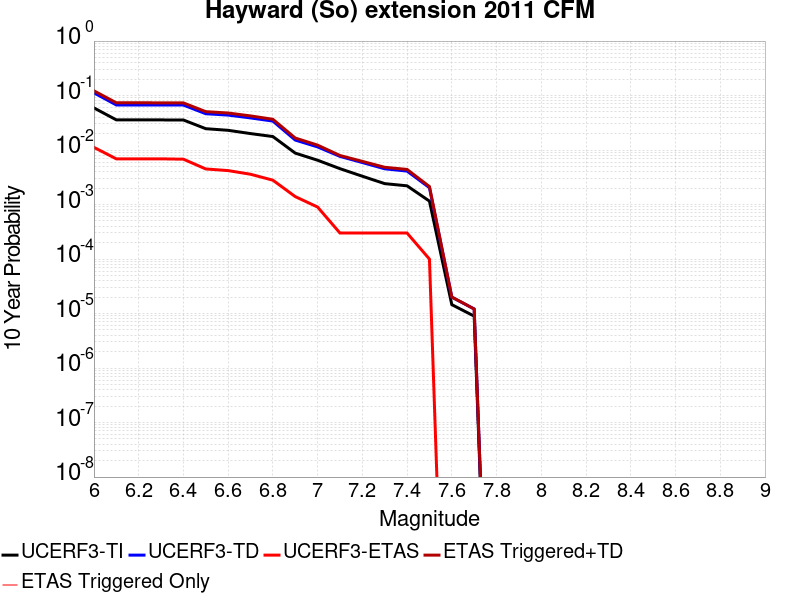 Hayward (So) extension 2011 CFM
10 Year Probability
10^0
10^-1
10^-2
10^-3
10^-4
10^-5
10^-6
10^-7
10^-8
6 6.2 6.4 6.6 6.8 7 7.2 7.4 7.6 7.8 8 8.2 8.4 8.6 8.8 9
Magnitude
UCERF3-TI UCERF3-TD UCERF3-ETAS ETAS Triggered+TD
ETAS Triggered Only